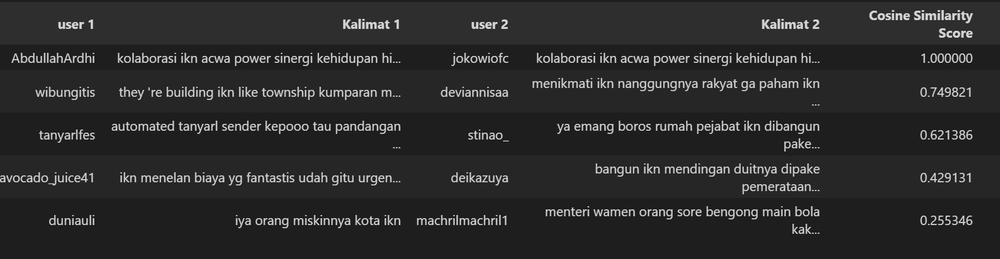 user 1 Kalimat 1 user 2 Kalimat 2 Cosine Similarity
Score
AbdullahArdhi kolaborasi ikn acwa power sinergi kehidupan hi... jokowiofc kolaborasi ikn acwa power sinergi kehidupan hi... 1.000000
wibungitis they 're building ikn like township kumparan m... deviannisaa menikmati ikn nanggungnya rakyat ga paham ikn
... 0.749821
tanyarlfes automated tanyarl sender kepooo tau pandangan
... stinao_ ya emang boros rumah pejabat ikn dibangun
pake... 0.621386
avocado_juice41 ikn menelan biaya yg fantastis udah gitu urgen... deikazuya bangun ikn mendingan duitnya dipake
pemerataan... 0.429131
duniauli iya orang miskinnya kota ikn machrilmachril1 menteri wamen orang sore bengong main bola
kak... 0.255346